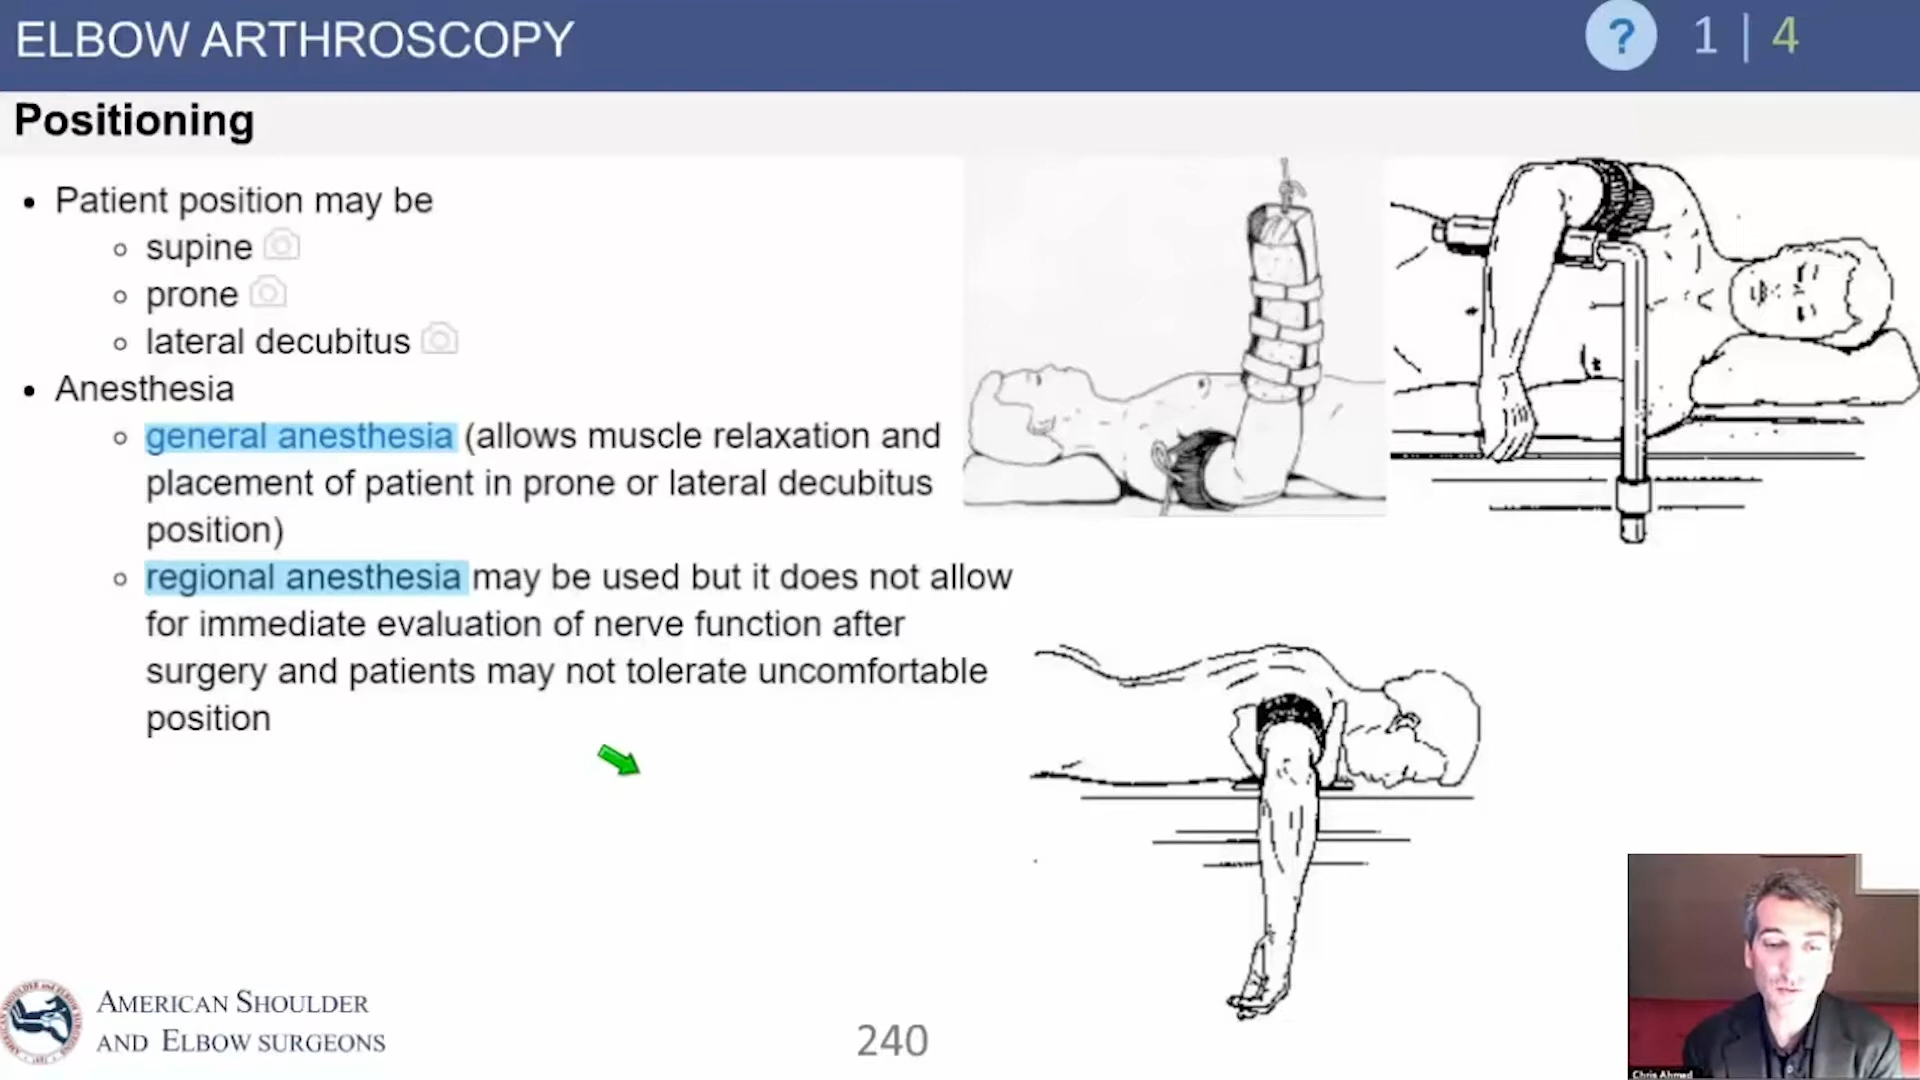 ELBOW ARTHROSCOPY
? 1 | 4
Positioning
• Patient position may be
supine
prone
lateral decubitus
• Anesthesia
general anesthesia (allows muscle relaxation and
placement of patient in prone or lateral decubitus
position)
regional anesthesia may be used but it does not allow
for immediate evaluation of nerve function after
surgery and patients may not tolerate uncomfortable
position
AMERICAN SHOULDER
AND ELBOW SURGEONS
240
Chris Ahmad